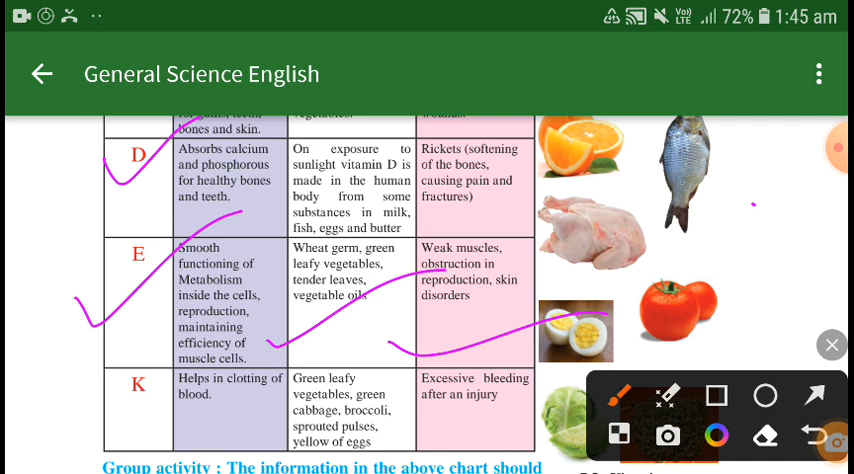 Voo)
LTE
72%
1:45 am
General Science English
bones and skin.
vegetables.
wounds.
D
Absorbs calcium
and phosphorous
for healthy bones
and teeth.
On exposure to
sunlight vitamin D is
made in the human
body from some
substances in milk,
fish, eggs and butter
Rickets (softening
of the bones,
causing pain and
fractures)
E
Smooth
functioning of
Metabolism
inside the cells,
reproduction,
maintaining
efficiency of
muscle cells.
Wheat germ, green
leafy vegetables,
tender leaves,
vegetable oils
Weak muscles,
obstruction in
reproduction, skin
disorders
K
Helps in clotting of
blood.
Green leafy
vegetables, green
cabbage, broccoli,
sprouted pulses,
yellow of eggs
Excessive bleeding
after an injury
Group activity : The information in the above chart should